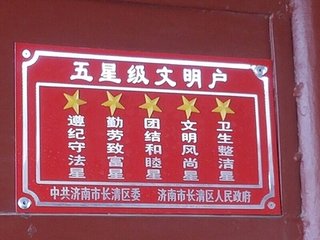 五星级文明户
遵纪守法星
勤劳致富星
团结和睦星
文明风尚星
卫生整洁星
中共济南市长清区委 济南市长清区人民政府